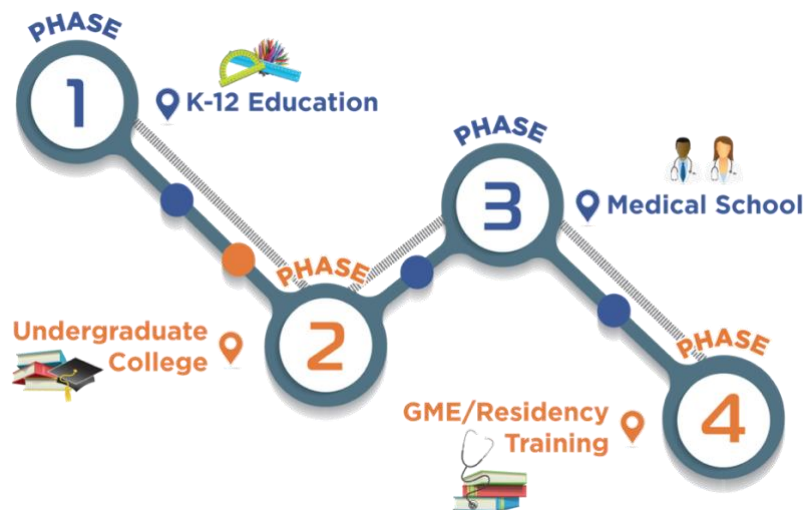 PHASE
1
K-12 Education
PHASE
2
Undergraduate
College
PHASE
3
Medical School
PHASE
4
GME/Residency
Training